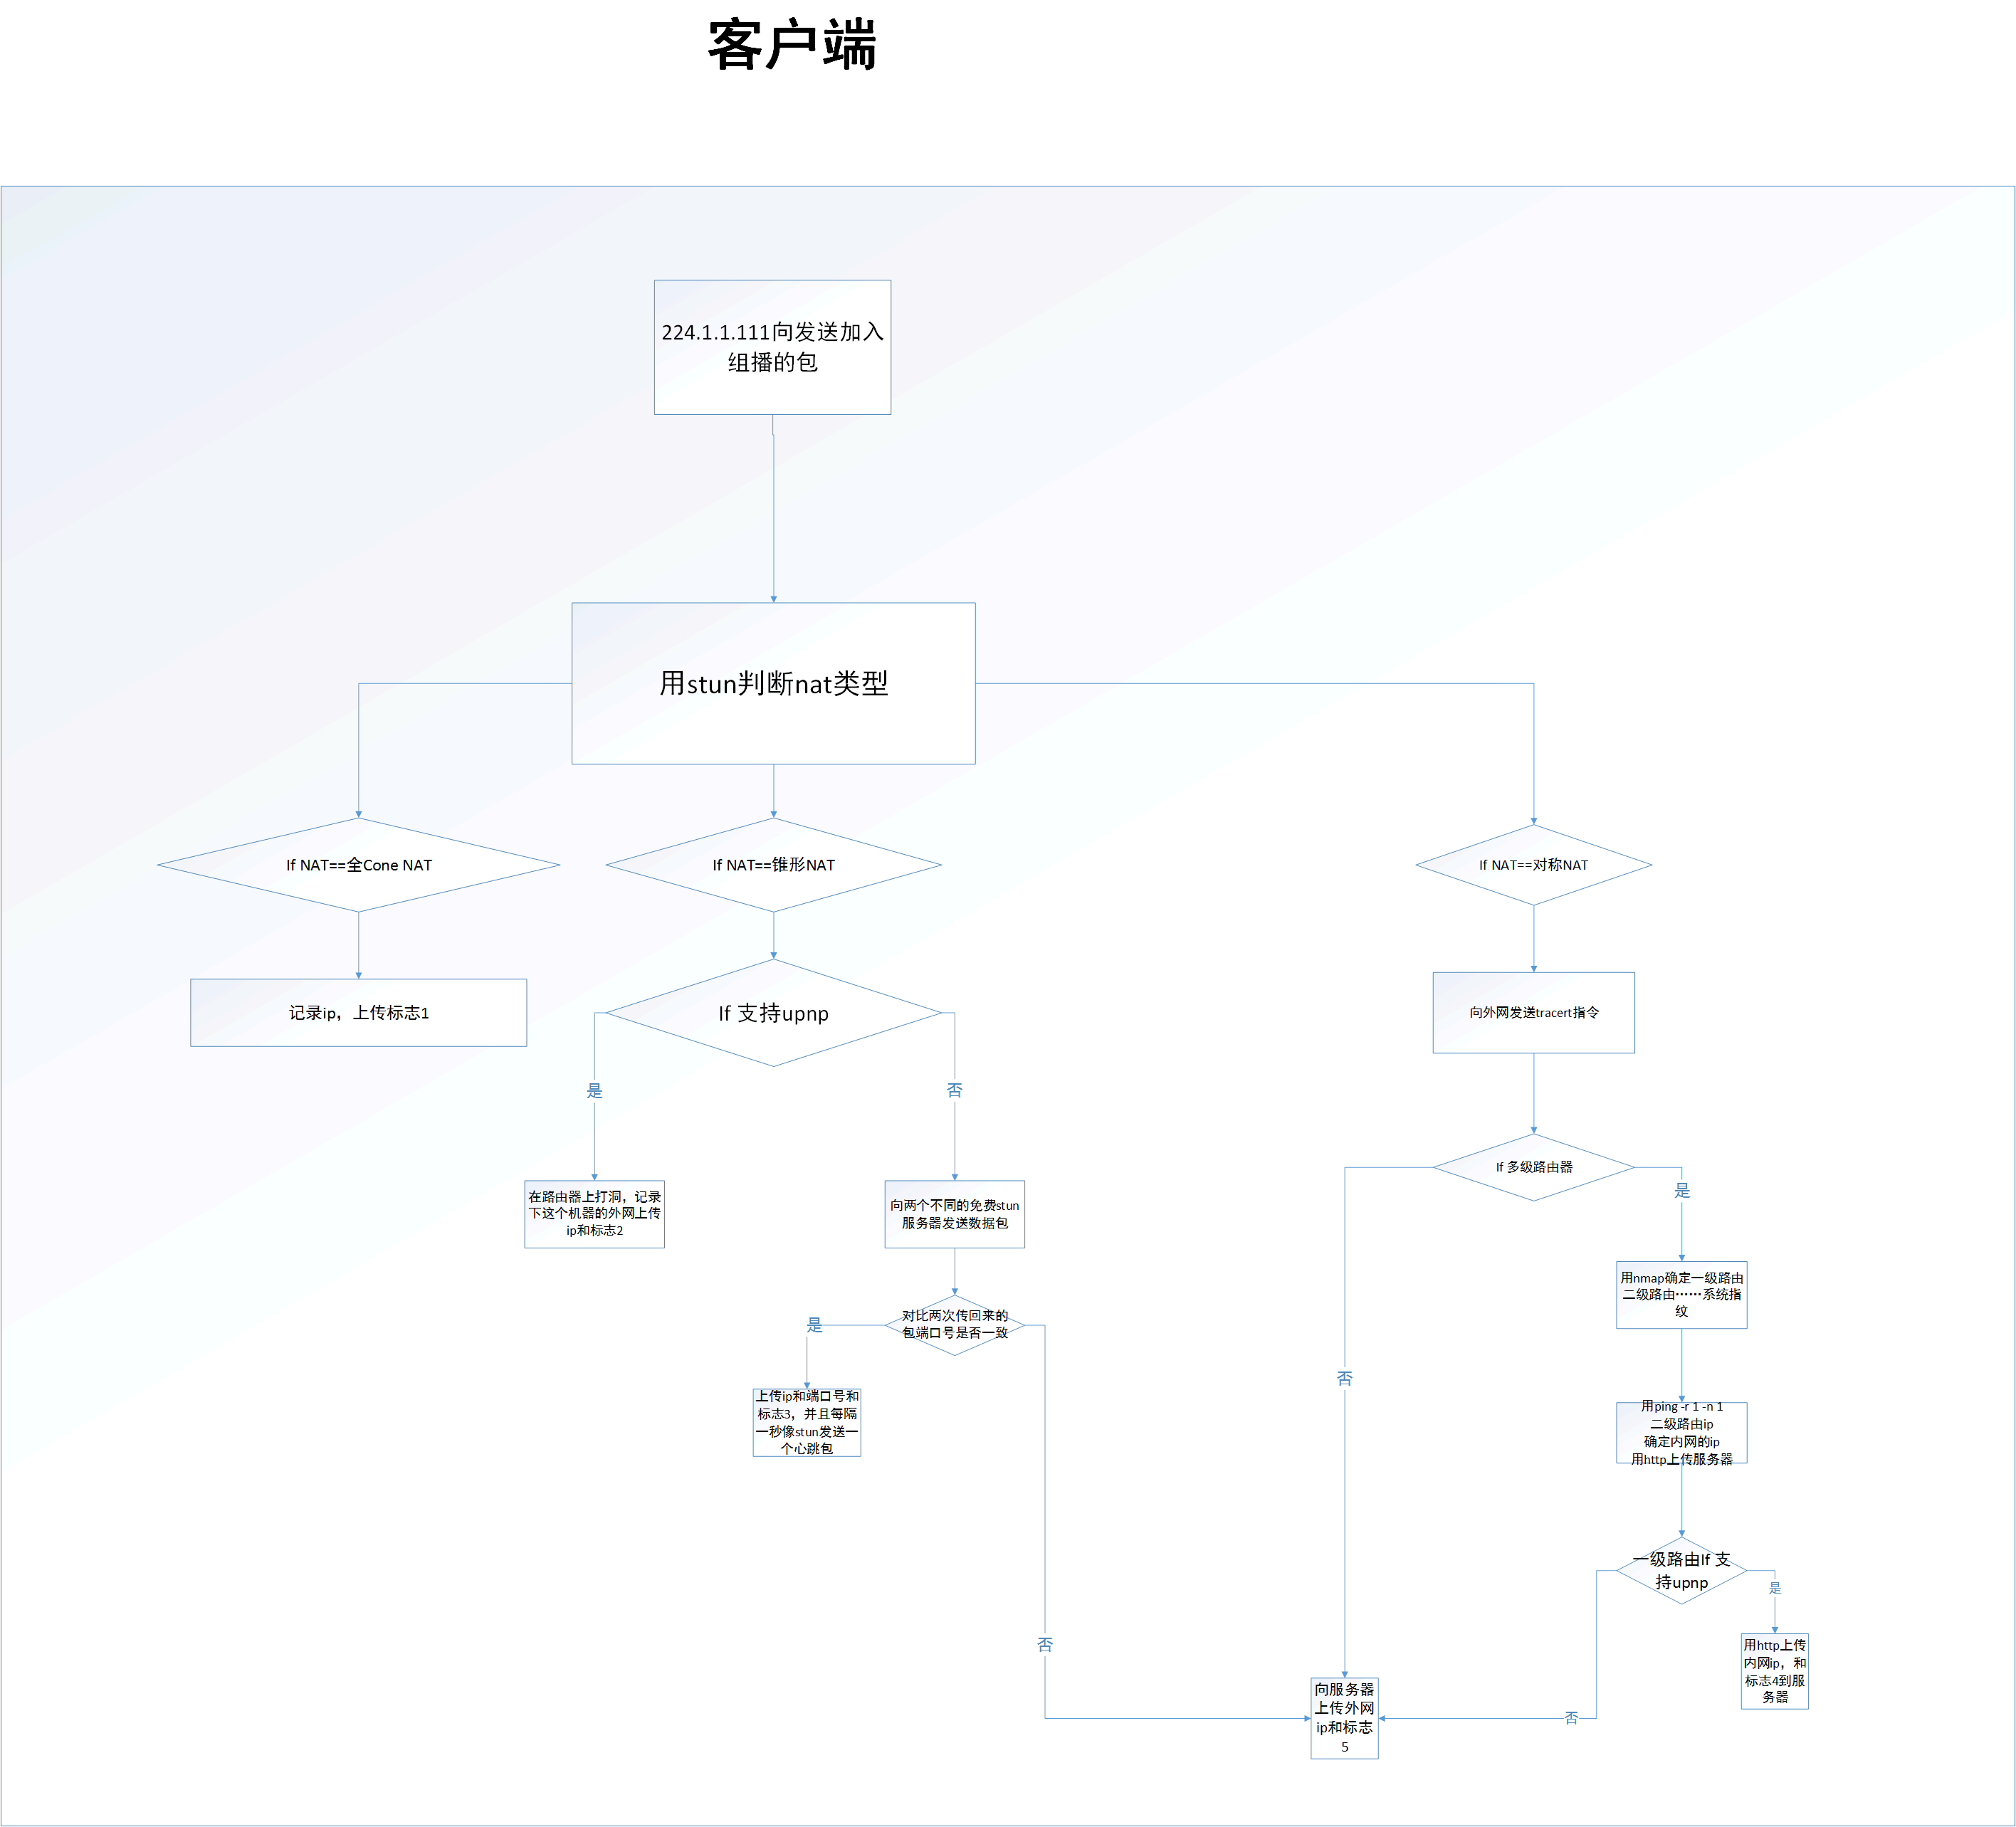 客户端
224.1.1.111向发送加入
组播的包
用stun判断nat类型
If NAT==全Cone NAT
If NAT==锥形NAT
If NAT==对称NAT
记录ip，上传标志1
If 支持upnp
向外网发送tracert指令
是
否
If 多级路由器
是
在路由器上打洞，记录
下这个机器的外网上传
ip和标志2
向两个不同的免费stun
服务器发送数据包
用nmap确定一级路由
二级路由……系统指
纹
对比两次传回来的
包端口号是否一致
是
否
上传ip和端口号和
标志3，并且每隔
一秒像stun发送一
个心跳包
用ping -r 1 -n 1
二级路由ip
确定内网的ip
用http上传服务器
一级路由If 支
持upnp
是
否
用http上传
内网ip，和
标志4到服
务器
向服务器
上传外网
ip和标志
5
否